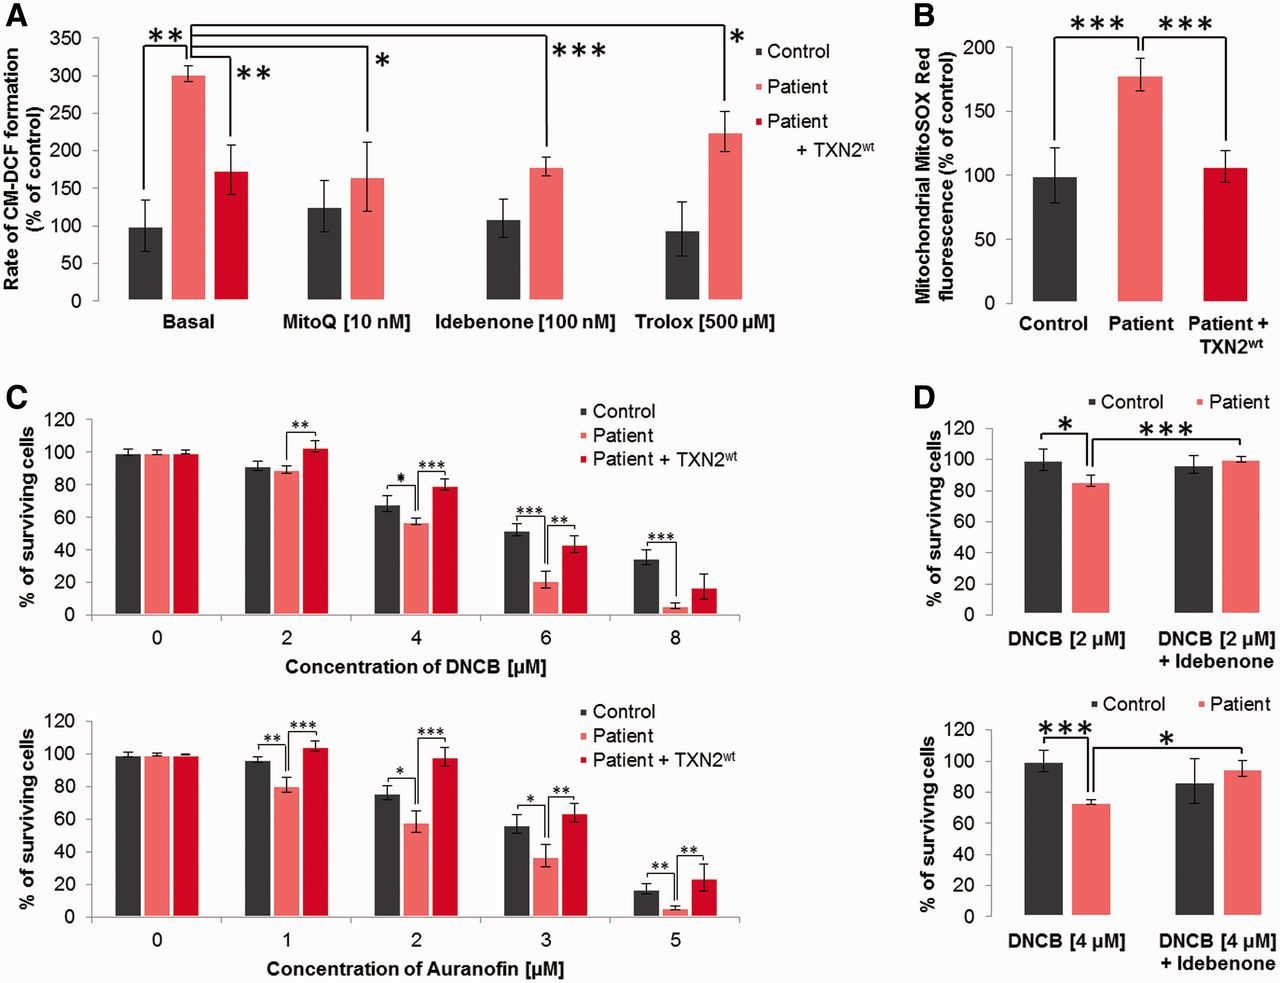 A
Rate of CM-DCF formation
(% of control)
350
300
250
200
150
100
50
0
**
**
*
***
*
Control
Patient
Patient
+ TXN2wt
Basal
MitoQ [10 nM]
Idebenone [100 nM]
Trolox [500 µM]
B
Mitochondrial MitoSOX Red
fluorescence (% of control)
200
150
100
50
0
***
***
Control
Patient
Patient +
TXN2wt
C
% of surviving cells
120
100
80
60
40
20
0
**
*
***
***
**
***
Control
Patient
Patient + TXN2wt
0
2
4
6
8
Concentration of DNCB [µM]
% of surviving cells
120
100
80
60
40
20
0
**
***
*
***
*
**
**
**
Control
Patient
Patient + TXN2wt
0
1
2
3
5
Concentration of Auranofin [µM]
D
Control
Patient
% of survivng cells
120
100
80
60
40
20
0
*
***
DNCB [2 µM]
DNCB [2 µM]
+ Idebenone
Control
Patient
% of survivng cells
120
100
80
60
40
20
0
***
*
DNCB [4 µM]
DNCB [4 µM]
+ Idebenone